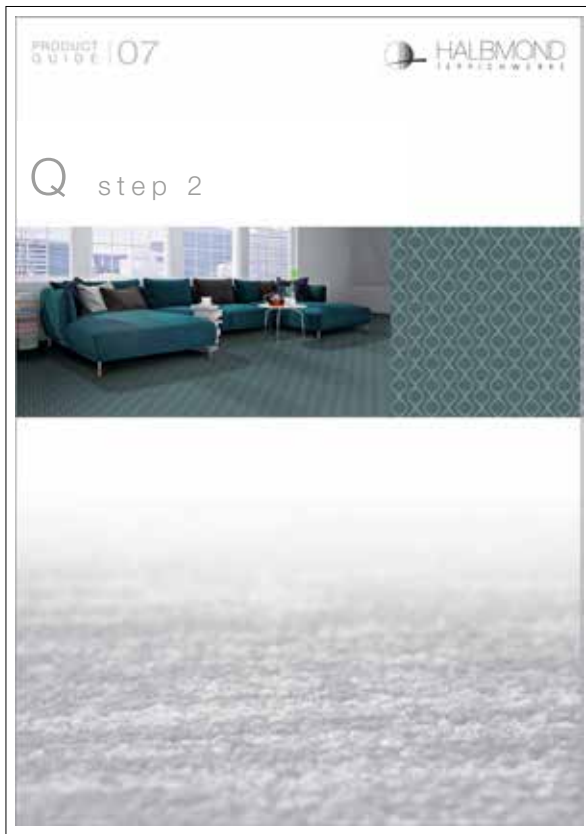 PRODUCT
GUIDE | 07
HALBMOND
TEPPICHWERKE
Q step 2